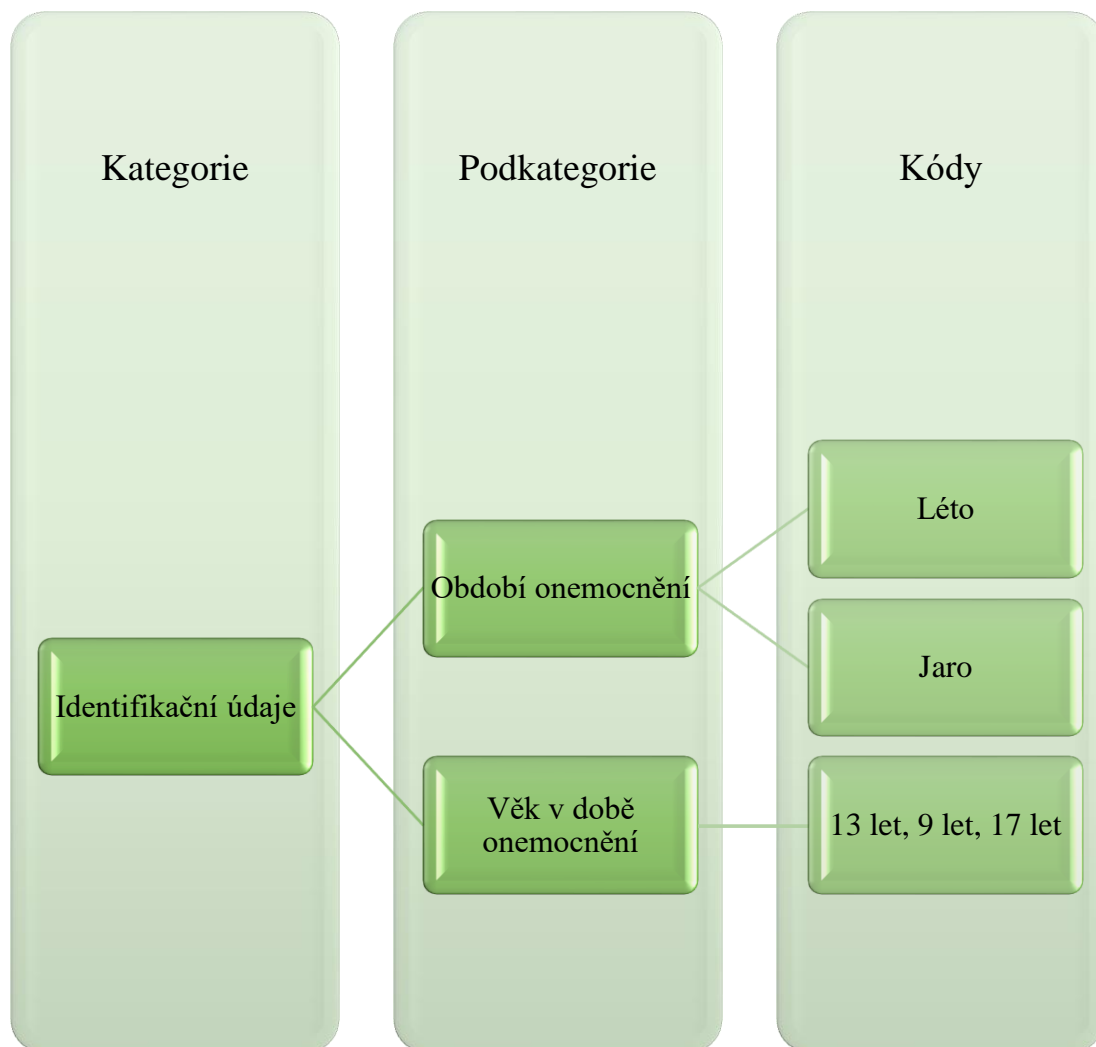 Kategorie
Podkategorie
Kódy
Identifikační údaje
Období onemocnění
Léto
Jaro
Věk v době
onemocnění
13 let, 9 let, 17 let